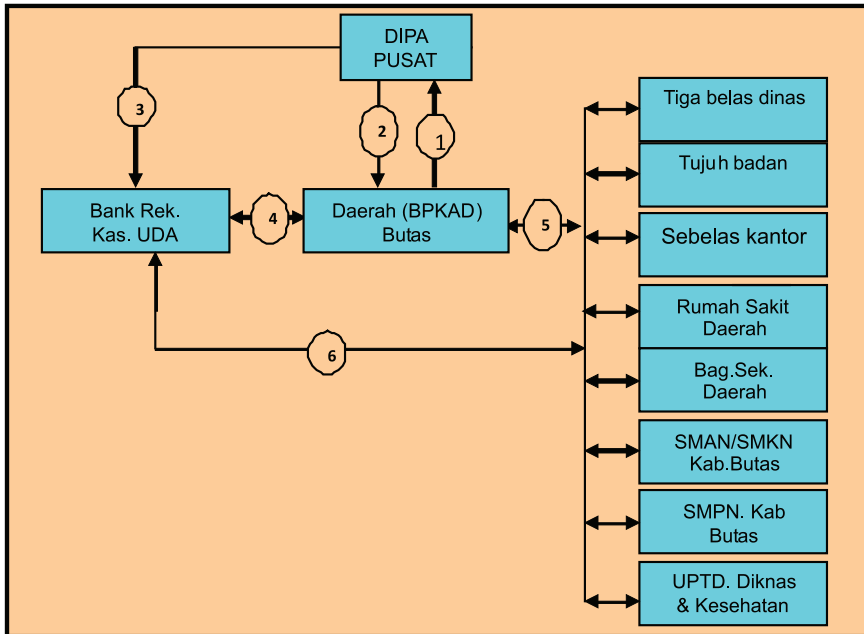 DIPA
PUSAT
3
2
1
Bank Rek.
Kas. UDA
4
Daerah (BPKAD)
Butas
5
6
Tiga belas dinas
Tujuh badan
Sebelas kantor
Rumah Sakit
Daerah
Bag.Sek.
Daerah
SMAN/SMKN
Kab.Butas
SMPN. Kab
Butas
UPTD. Diknas
& Kesehatan